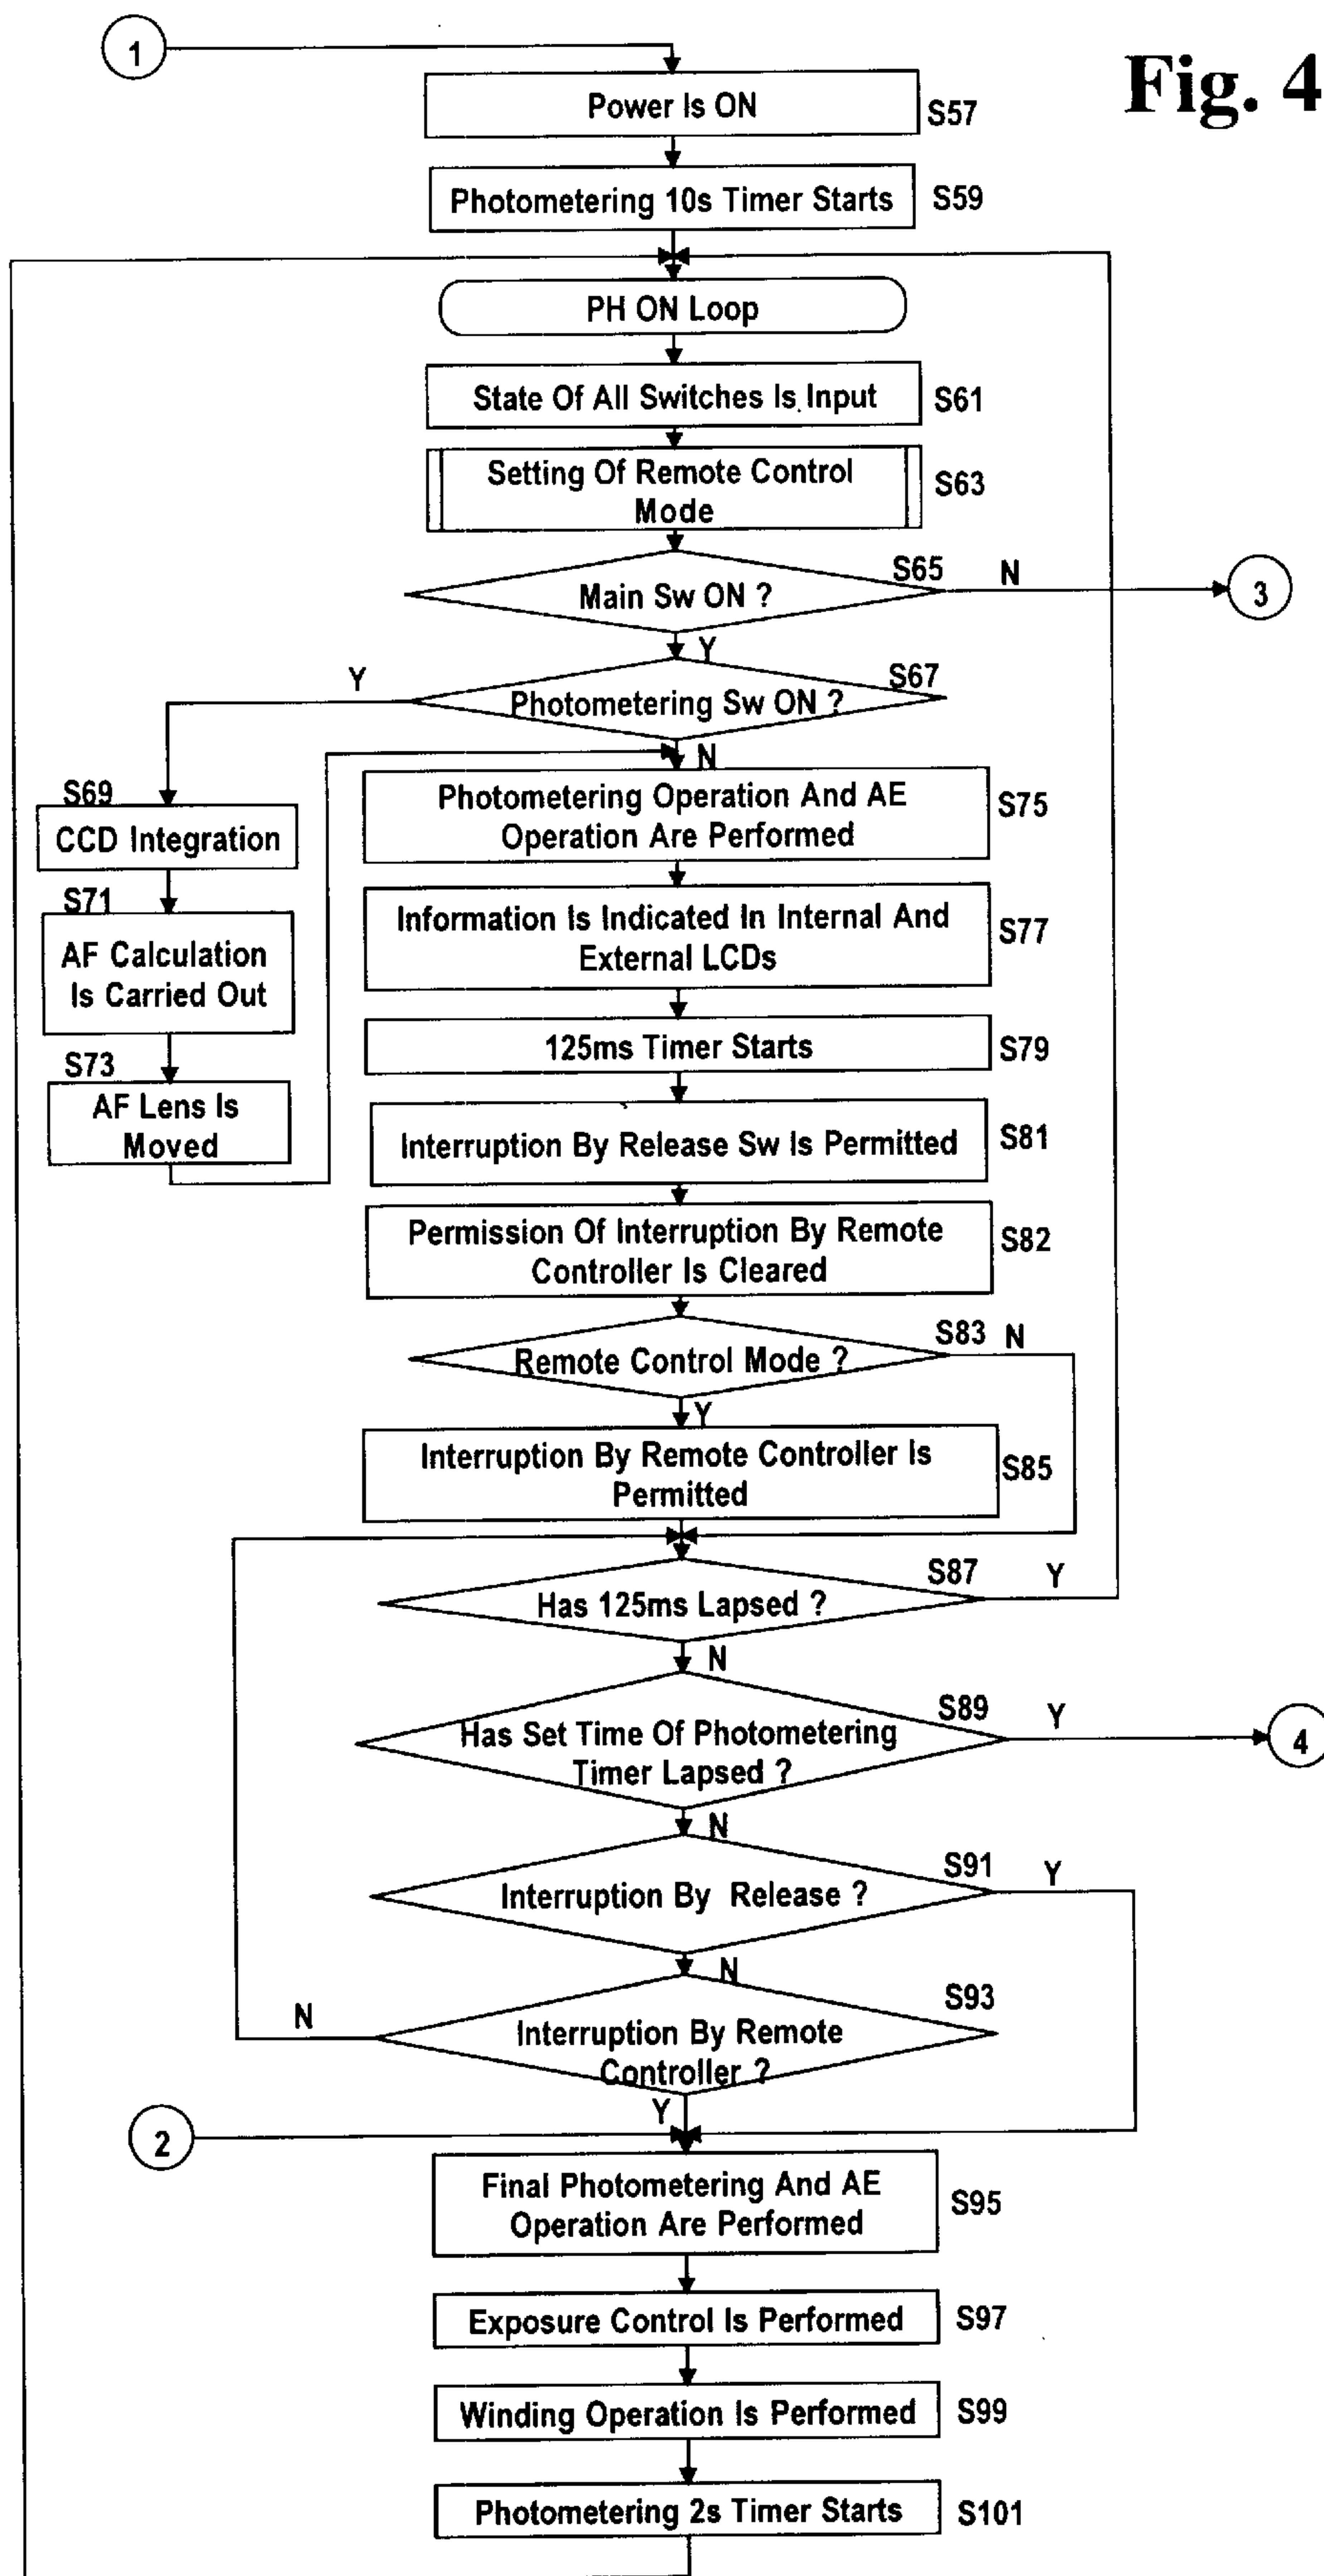 1
Fig. 4
Power Is ON
S57
Photometering 10s Timer Starts
S59
PH ON Loop
State Of All Switches Is Input
S61
Setting Of Remote Control
Mode
S63
S65
N
Main Sw ON ?
3
Y
Y
S67
Photometering Sw ON ?
N
S69
CCD Integration
S71
AF Calculation
Is Carried Out
S73
AF Lens Is
Moved
Photometering Operation And AE
Operation Are Performed
S75
Information Is Indicated In Internal And
External LCDs
S77
125ms Timer Starts
S79
Interruption By Release Sw Is Permitted
S81
Permission Of Interruption By Remote
Controller Is Cleared
S82
S83
N
Remote Control Mode ?
Y
Interruption By Remote Controller Is
Permitted
S85
S87
Y
Has 125ms Lapsed ?
N
S89
Y
Has Set Time Of Photometering
Timer Lapsed ?
4
N
S91
Y
Interruption By Release ?
N
S93
N
Interruption By Remote
Controller ?
Y
2
Final Photometering And AE
Operation Are Performed
S95
Exposure Control Is Performed
S97
Winding Operation Is Performed
S99
Photometering 2s Timer Starts
S101